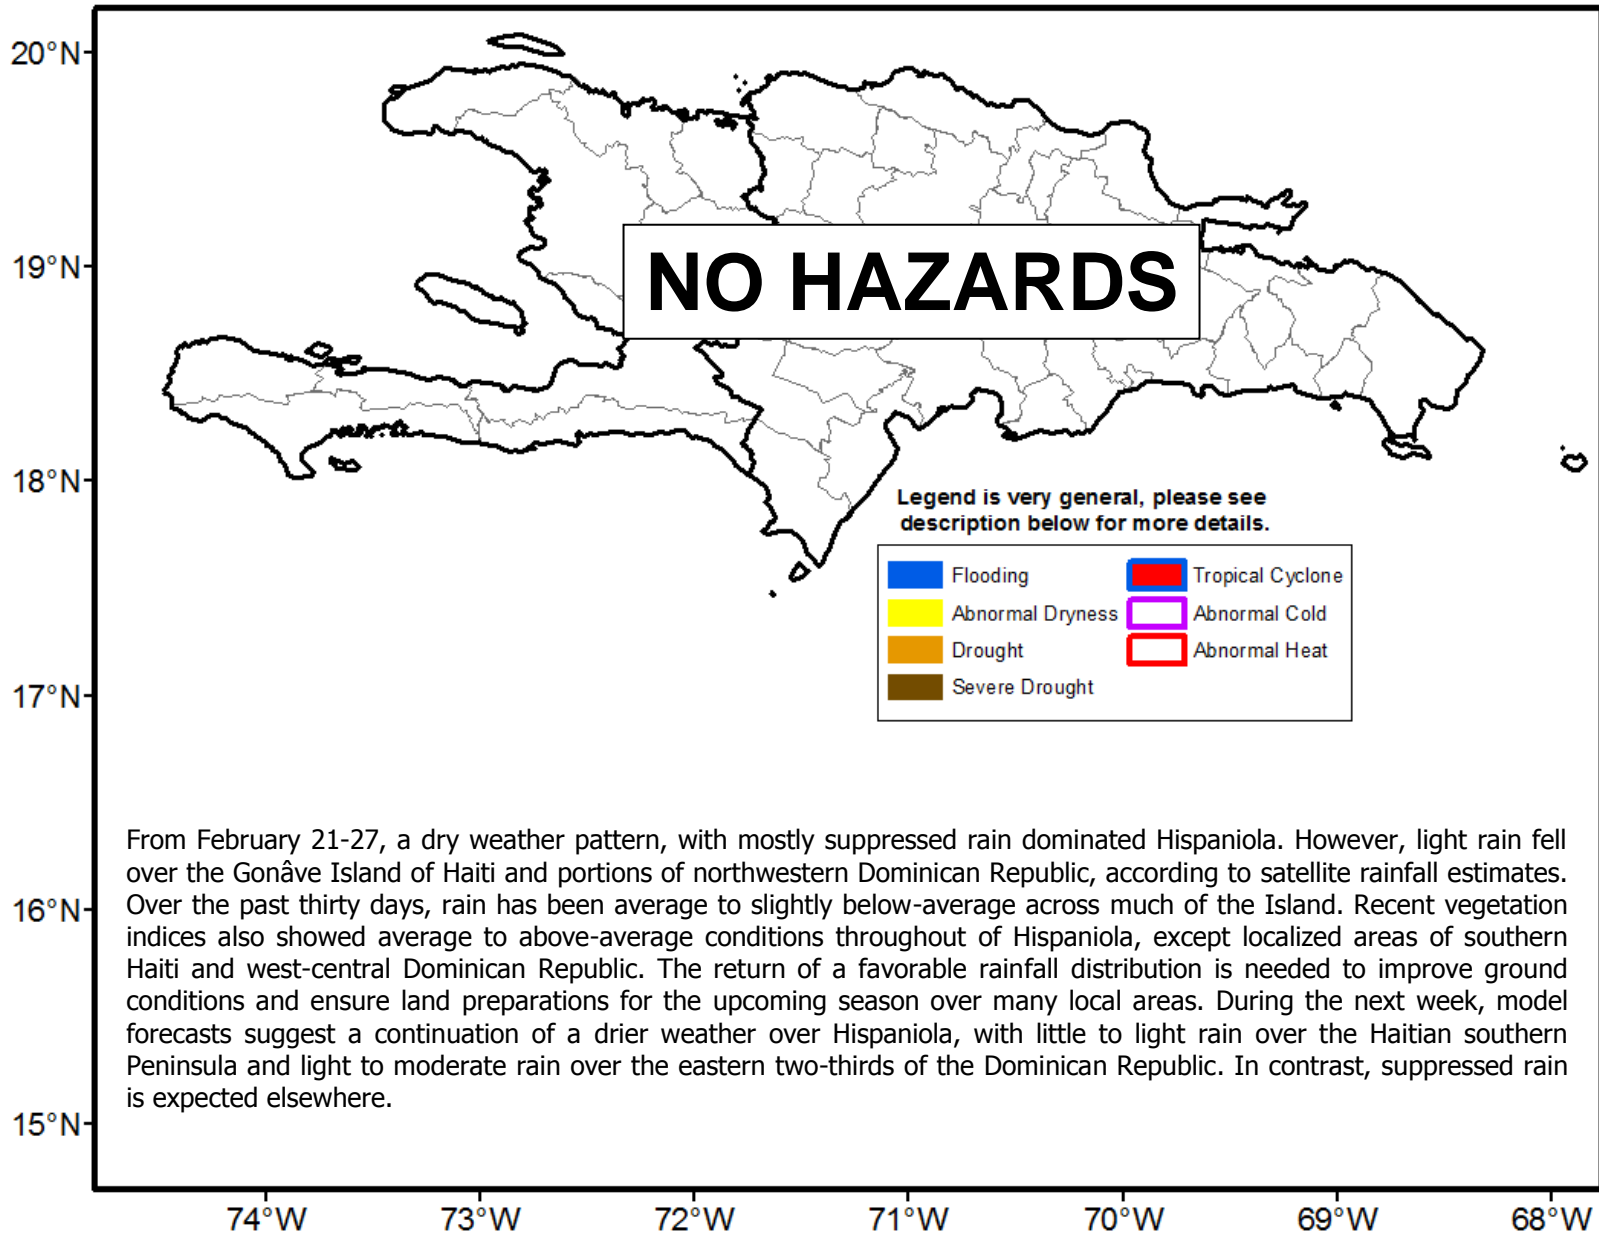 20°N
19°N
18°N
17°N
16°N
15°N
NO HAZARDS
Legend is very general, please see
description below for more details.
Flooding
Tropical Cyclone
Abnormal Dryness
Abnormal Cold
Drought
Abnormal Heat
Severe Drought
From February 21-27, a dry weather pattern, with mostly suppressed rain dominated Hispaniola. However, light rain fell
over the Gonâve Island of Haiti and portions of northwestern Dominican Republic, according to satellite rainfall estimates.
Over the past thirty days, rain has been average to slightly below-average across much of the Island. Recent vegetation
indices also showed average to above-average conditions throughout of Hispaniola, except localized areas of southern
Haiti and west-central Dominican Republic. The return of a favorable rainfall distribution is needed to improve ground
conditions and ensure land preparations for the upcoming season over many local areas. During the next week, model
forecasts suggest a continuation of a drier weather over Hispaniola, with little to light rain over the Haitian southern
Peninsula and light to moderate rain over the eastern two-thirds of the Dominican Republic. In contrast, suppressed rain
is expected elsewhere.
74°W 73°W 72°W 71°W 70°W 69°W 68°W